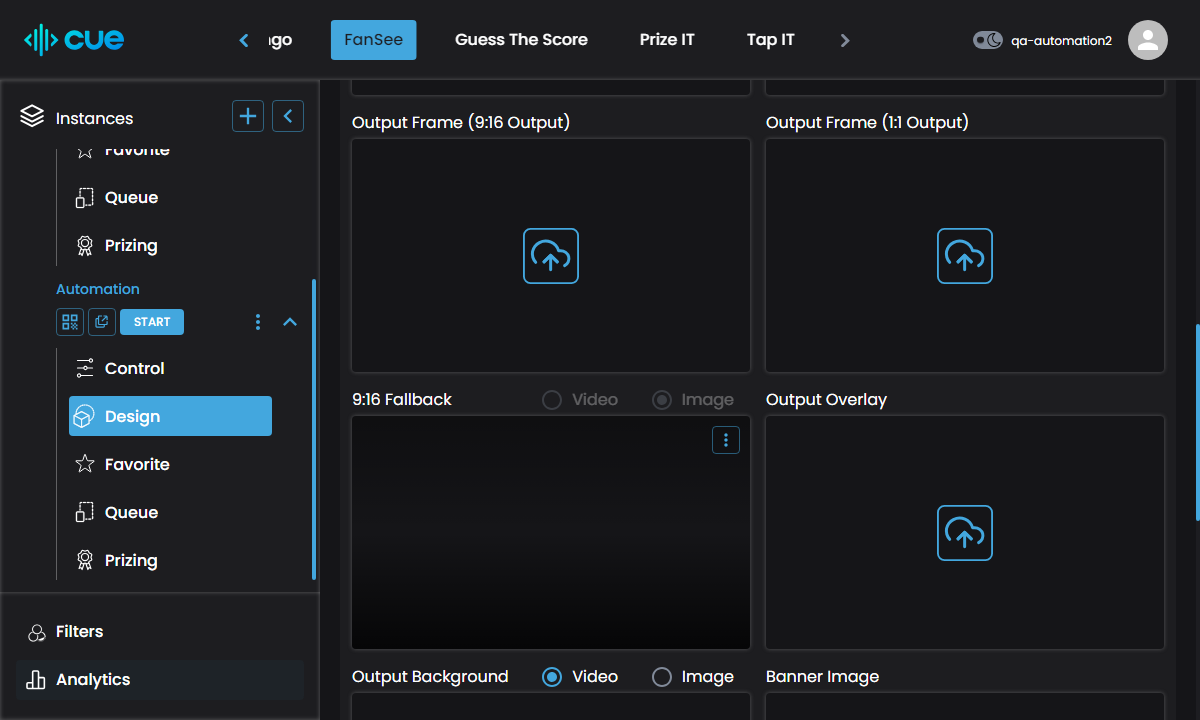 cue
ngo
FanSee
Guess The Score
Prize IT
Tap IT
qa-automation2
Instances
Favorite
Queue
Prizing
Automation
START
Control
Design
Favorite
Queue
Prizing
Filters
Analytics
Output Frame (9:16 Output)
Output Frame (1:1 Output)
9:16 Fallback
Video
Image
Output Overlay
Output Background
Video
Image
Banner Image